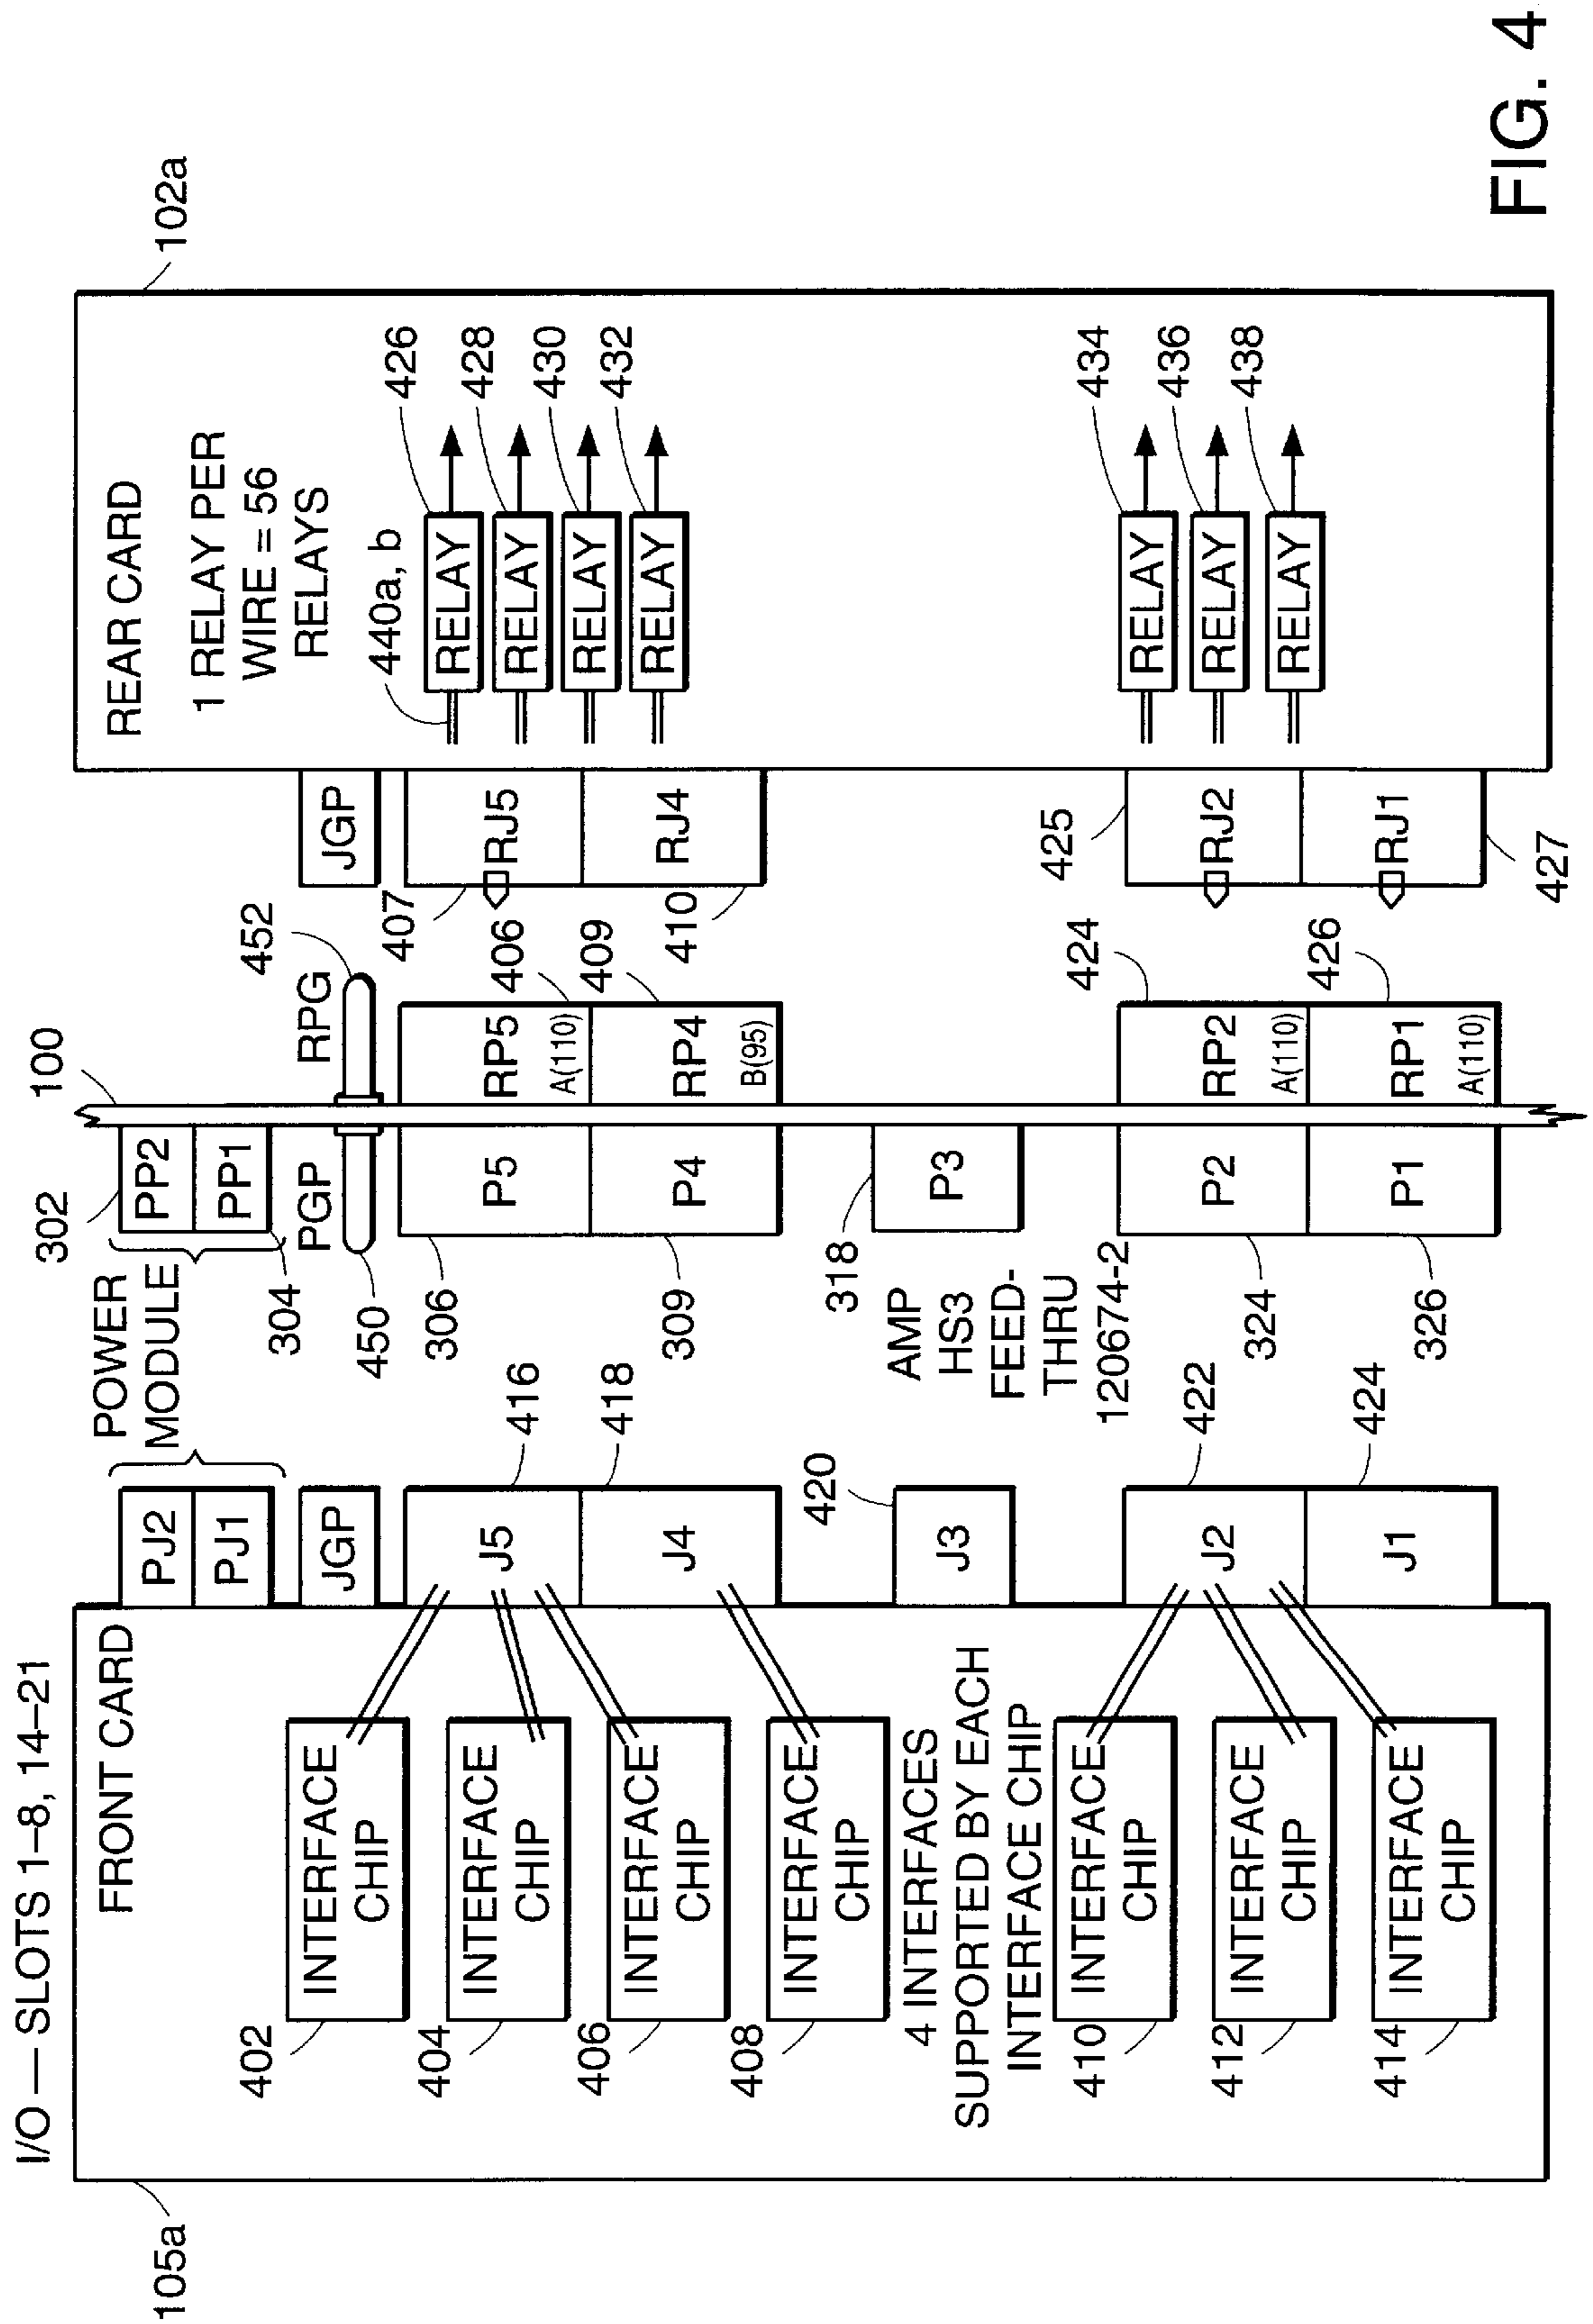 I/O — SLOTS 1–8, 14–21
105a
FRONT CARD
402
INTERFACE
CHIP
404
INTERFACE
CHIP
406
INTERFACE
CHIP
408
INTERFACE
CHIP
4 INTERFACES
SUPPORTED BY EACH
INTERFACE CHIP
410
INTERFACE
CHIP
412
INTERFACE
CHIP
414
INTERFACE
CHIP
PJ2
PJ1
JGP
J5
416
J4
418
420
J3
J2
422
J1
424
POWER
MODULE
302
PP2
PP1
304
PGP
450
P5
306
P4
309
318
P3
AMP
HS3
FEED-
THRU
120674-2
P2
324
P1
326
100
RPG
452
RP5
A(110)
406
RP4
B(95)
409
RP2
A(110)
424
RP1
A(110)
426
JGP
407
RJ5
RJ4
410
425
RJ2
RJ1
427
102a
REAR CARD
1 RELAY PER
WIRE = 56
RELAYS
440a, b
RELAY
426
RELAY
428
RELAY
430
RELAY
432
RELAY
434
RELAY
436
RELAY
438
FIG. 4